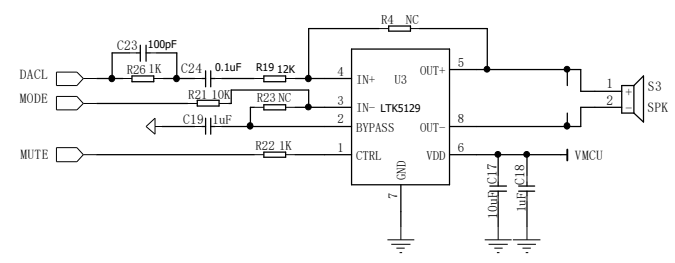 R4 NC
C23 100pF
DACL
R26 1K
C24 0.1uF
R19 12K
4 IN+
U3
OUT+ 5
1 + S3
MODE
R21 10K
R23 NC
3 IN-
LTK5129
2 − SPK
C19 1uF
2 BYPASS
OUT- 8
MUTE
R22 1K
1 CTRL
VDD 6
VMCU
GND
7
10uF C17
1uF C18